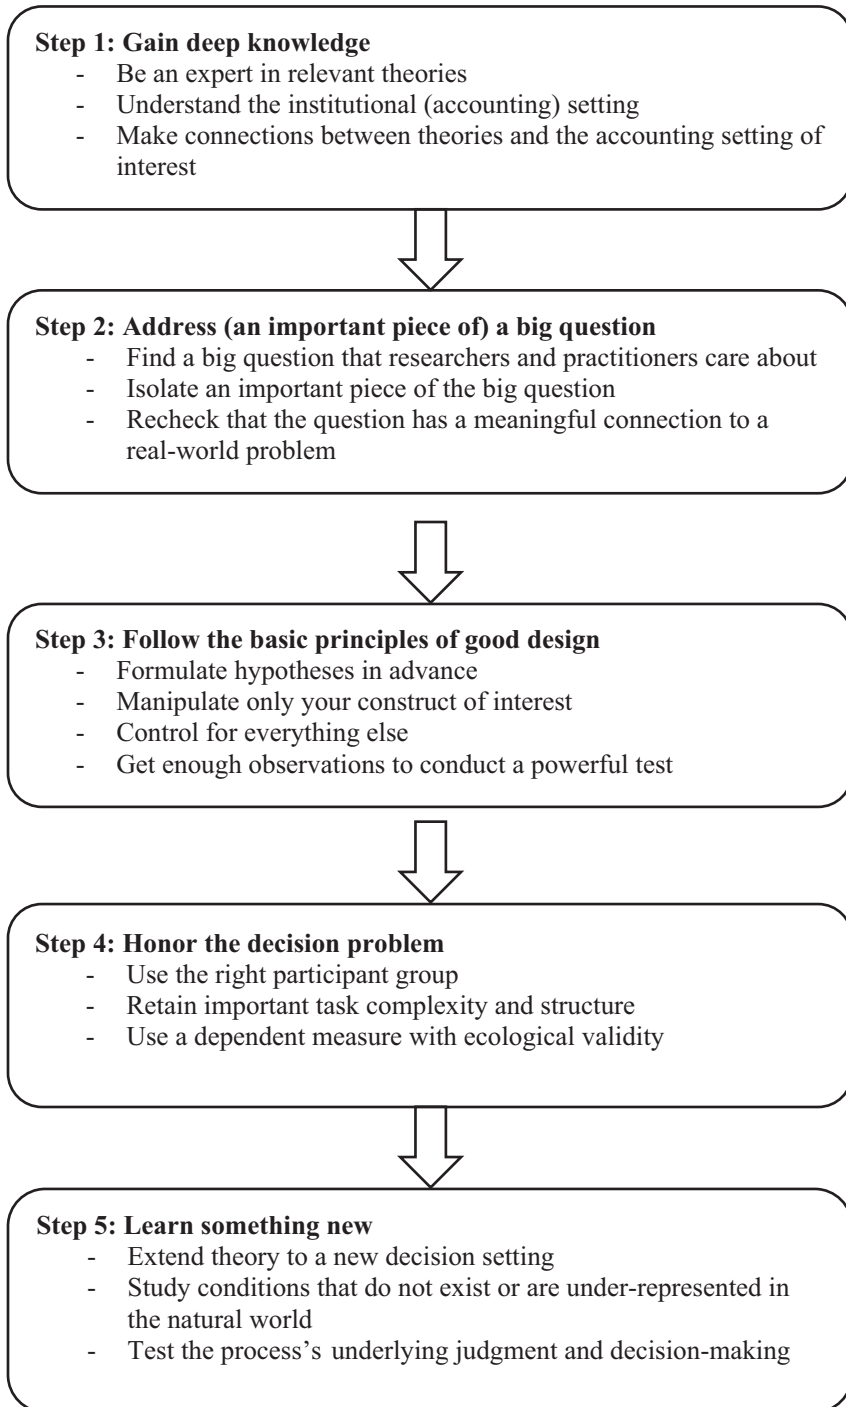 Step 1: Gain deep knowledge
- Be an expert in relevant theories
- Understand the institutional (accounting) setting
- Make connections between theories and the accounting setting of
interest
Step 2: Address (an important piece of) a big question
- Find a big question that researchers and practitioners care about
- Isolate an important piece of the big question
- Recheck that the question has a meaningful connection to a
real-world problem
Step 3: Follow the basic principles of good design
- Formulate hypotheses in advance
- Manipulate only your construct of interest
- Control for everything else
- Get enough observations to conduct a powerful test
Step 4: Honor the decision problem
- Use the right participant group
- Retain important task complexity and structure
- Use a dependent measure with ecological validity
Step 5: Learn something new
- Extend theory to a new decision setting
- Study conditions that do not exist or are under-represented in
the natural world
- Test the process’s underlying judgment and decision-making